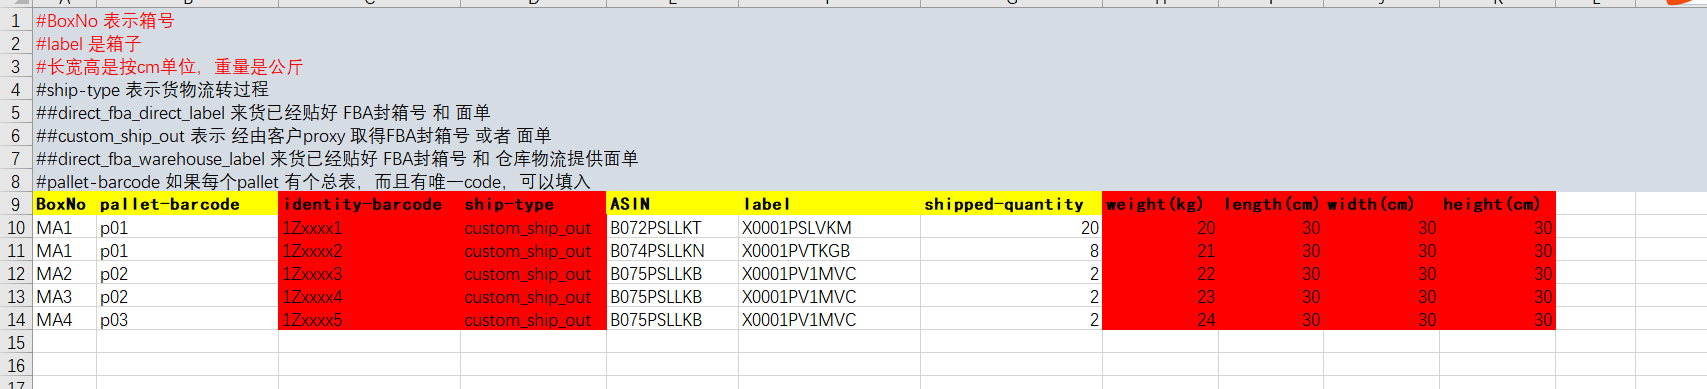 1 #BoxNo 表示箱号
2 #label 是箱子
3 #长宽高是按cm单位，重量是公斤
4 #ship-type 表示货物流转过程
5 ##direct_fba_direct_label 来货已经贴好 FBA封箱号 和 面单
6 ##custom_ship_out 表示 经由客户proxy 取得FBA封箱号 或者 面单
7 ##direct_fba_warehouse_label 来货已经贴好 FBA封箱号 和 仓库物流提供面单
8 #pallet-barcode 如果每个pallet 有个总表，而且有唯一code，可以填入
9 BoxNo pallet-barcode identity-barcode ship-type ASIN label shipped-quantity weight(kg) length(cm) width(cm) height(cm)
10 MA1 p01 1Zxxxx1 custom_ship_out B072PSLLKT X0001PSLVKM 20 20 30 30 30
11 MA1 p01 1Zxxxx2 custom_ship_out B074PSLLKN X0001PVTKGB 8 21 30 30 30
12 MA2 p02 1Zxxxx3 custom_ship_out B075PSLLKB X0001PV1MVC 2 22 30 30 30
13 MA3 p02 1Zxxxx4 custom_ship_out B075PSLLKB X0001PV1MVC 2 23 30 30 30
14 MA4 p03 1Zxxxx5 custom_ship_out B075PSLLKB X0001PV1MVC 2 24 30 30 30
15
16
17